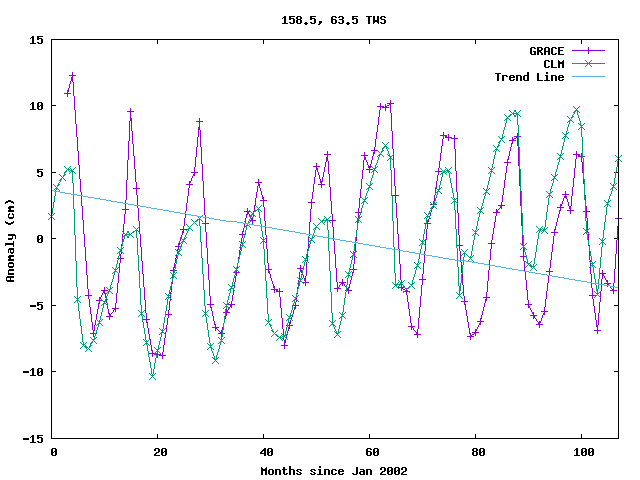 158.5, 63.5 TWS
GRACE
CLM
Trend Line
Anomaly (cm)
15
10
5
0
-5
-10
-15
0 20 40 60 80 100
Months since Jan 2002